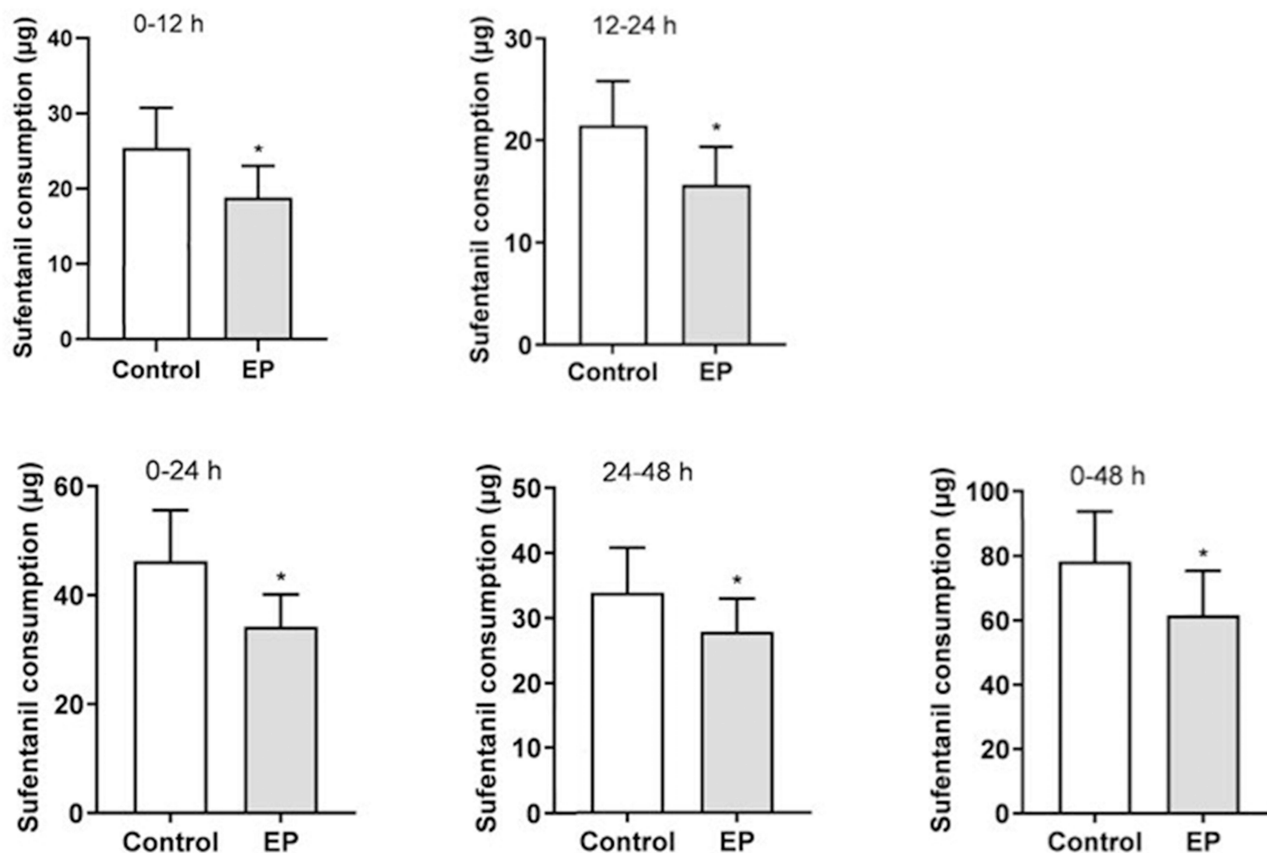 0-12 h
Sufentanil consumption (µg)
40
30
20
10
0
Control EP
*
12-24 h
Sufentanil consumption (µg)
30
20
10
0
Control EP
*
0-24 h
Sufentanil consumption (µg)
60
40
20
0
Control EP
*
24-48 h
Sufentanil consumption (µg)
50
40
30
20
10
0
Control EP
*
0-48 h
Sufentanil consumption (µg)
100
80
60
40
20
0
Control EP
*